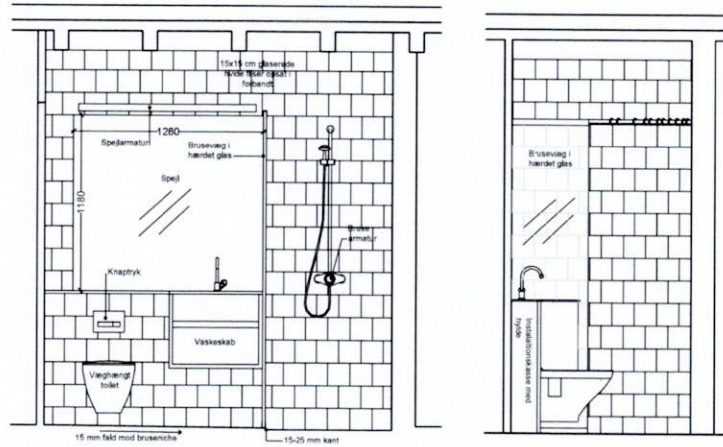 15x15 cm glaserede
hvide fliser opsat i
forbandt
1280
Spejlarmatur
Brusevæg i
hærdet glas
Spejl
1180
Bruse
armatur
Knaptryk
Vaskeskab
Væghængt
toilet
15 mm fald mod bruseniche
15-25 mm kant
Brusevæg i
hærdet glas
Installationskasse med
hylde